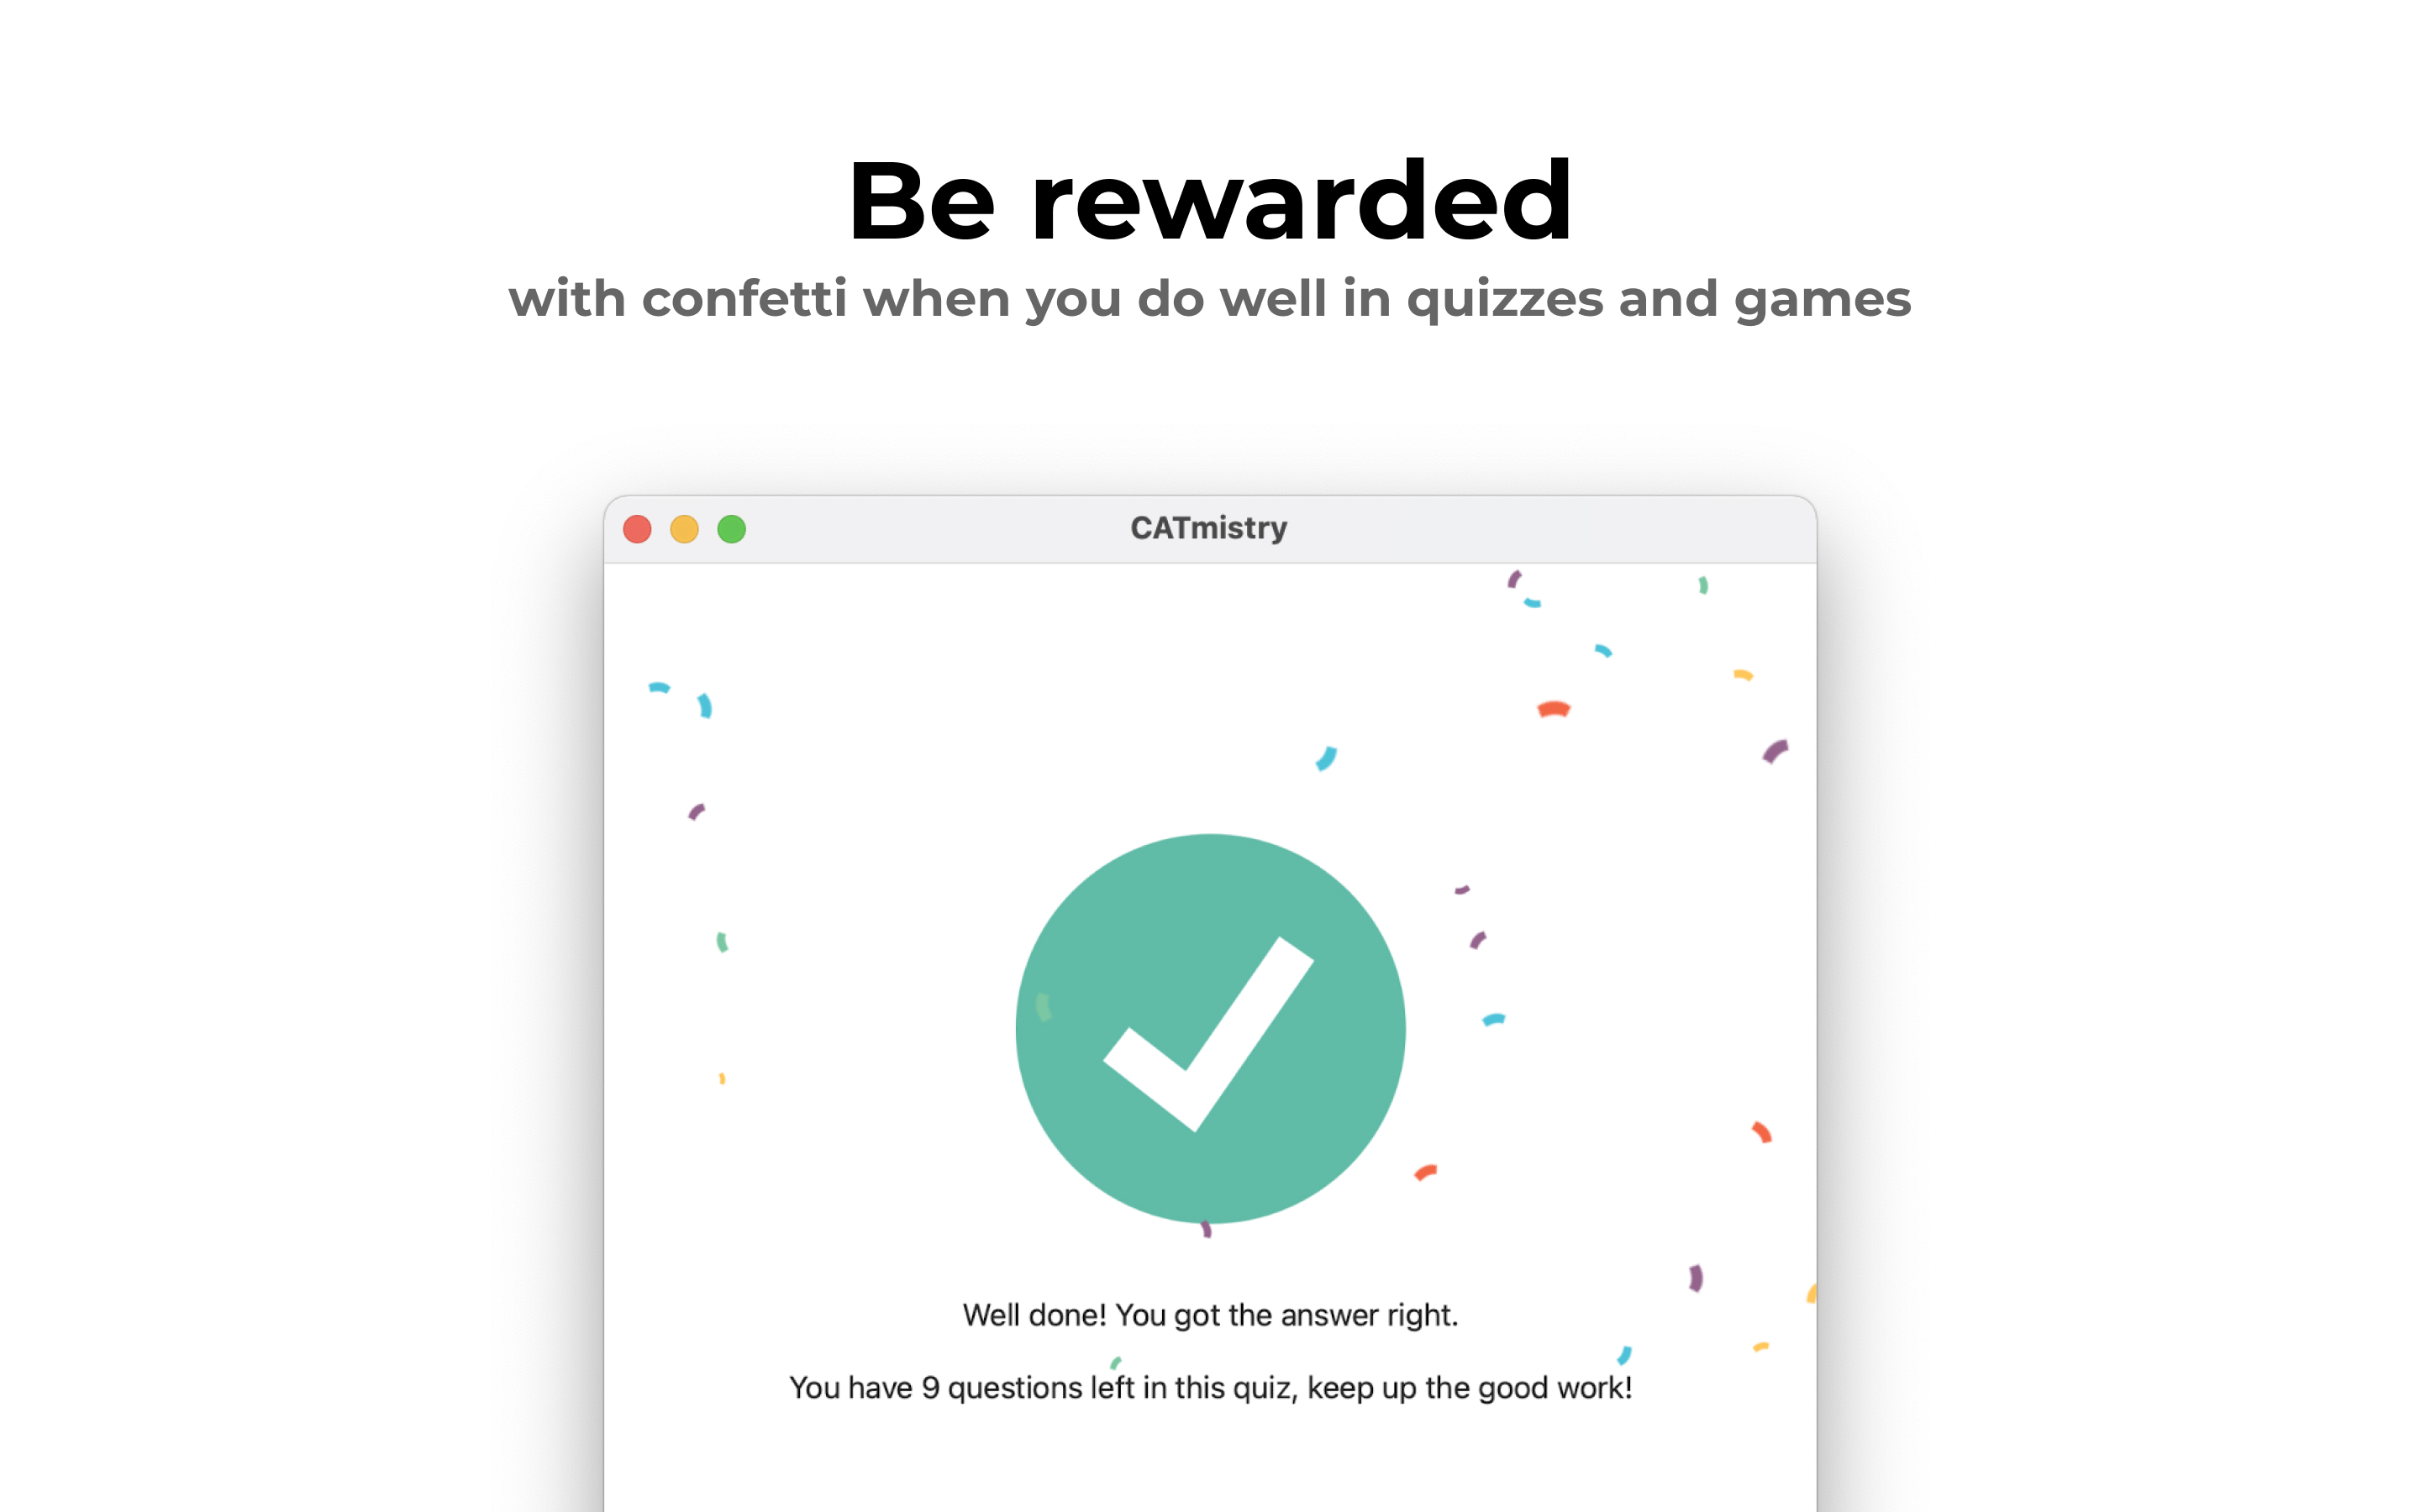 Be rewarded
with confetti when you do well in quizzes and games
CATmistry
Well done! You got the answer right.
You have 9 questions left in this quiz, keep up the good work!